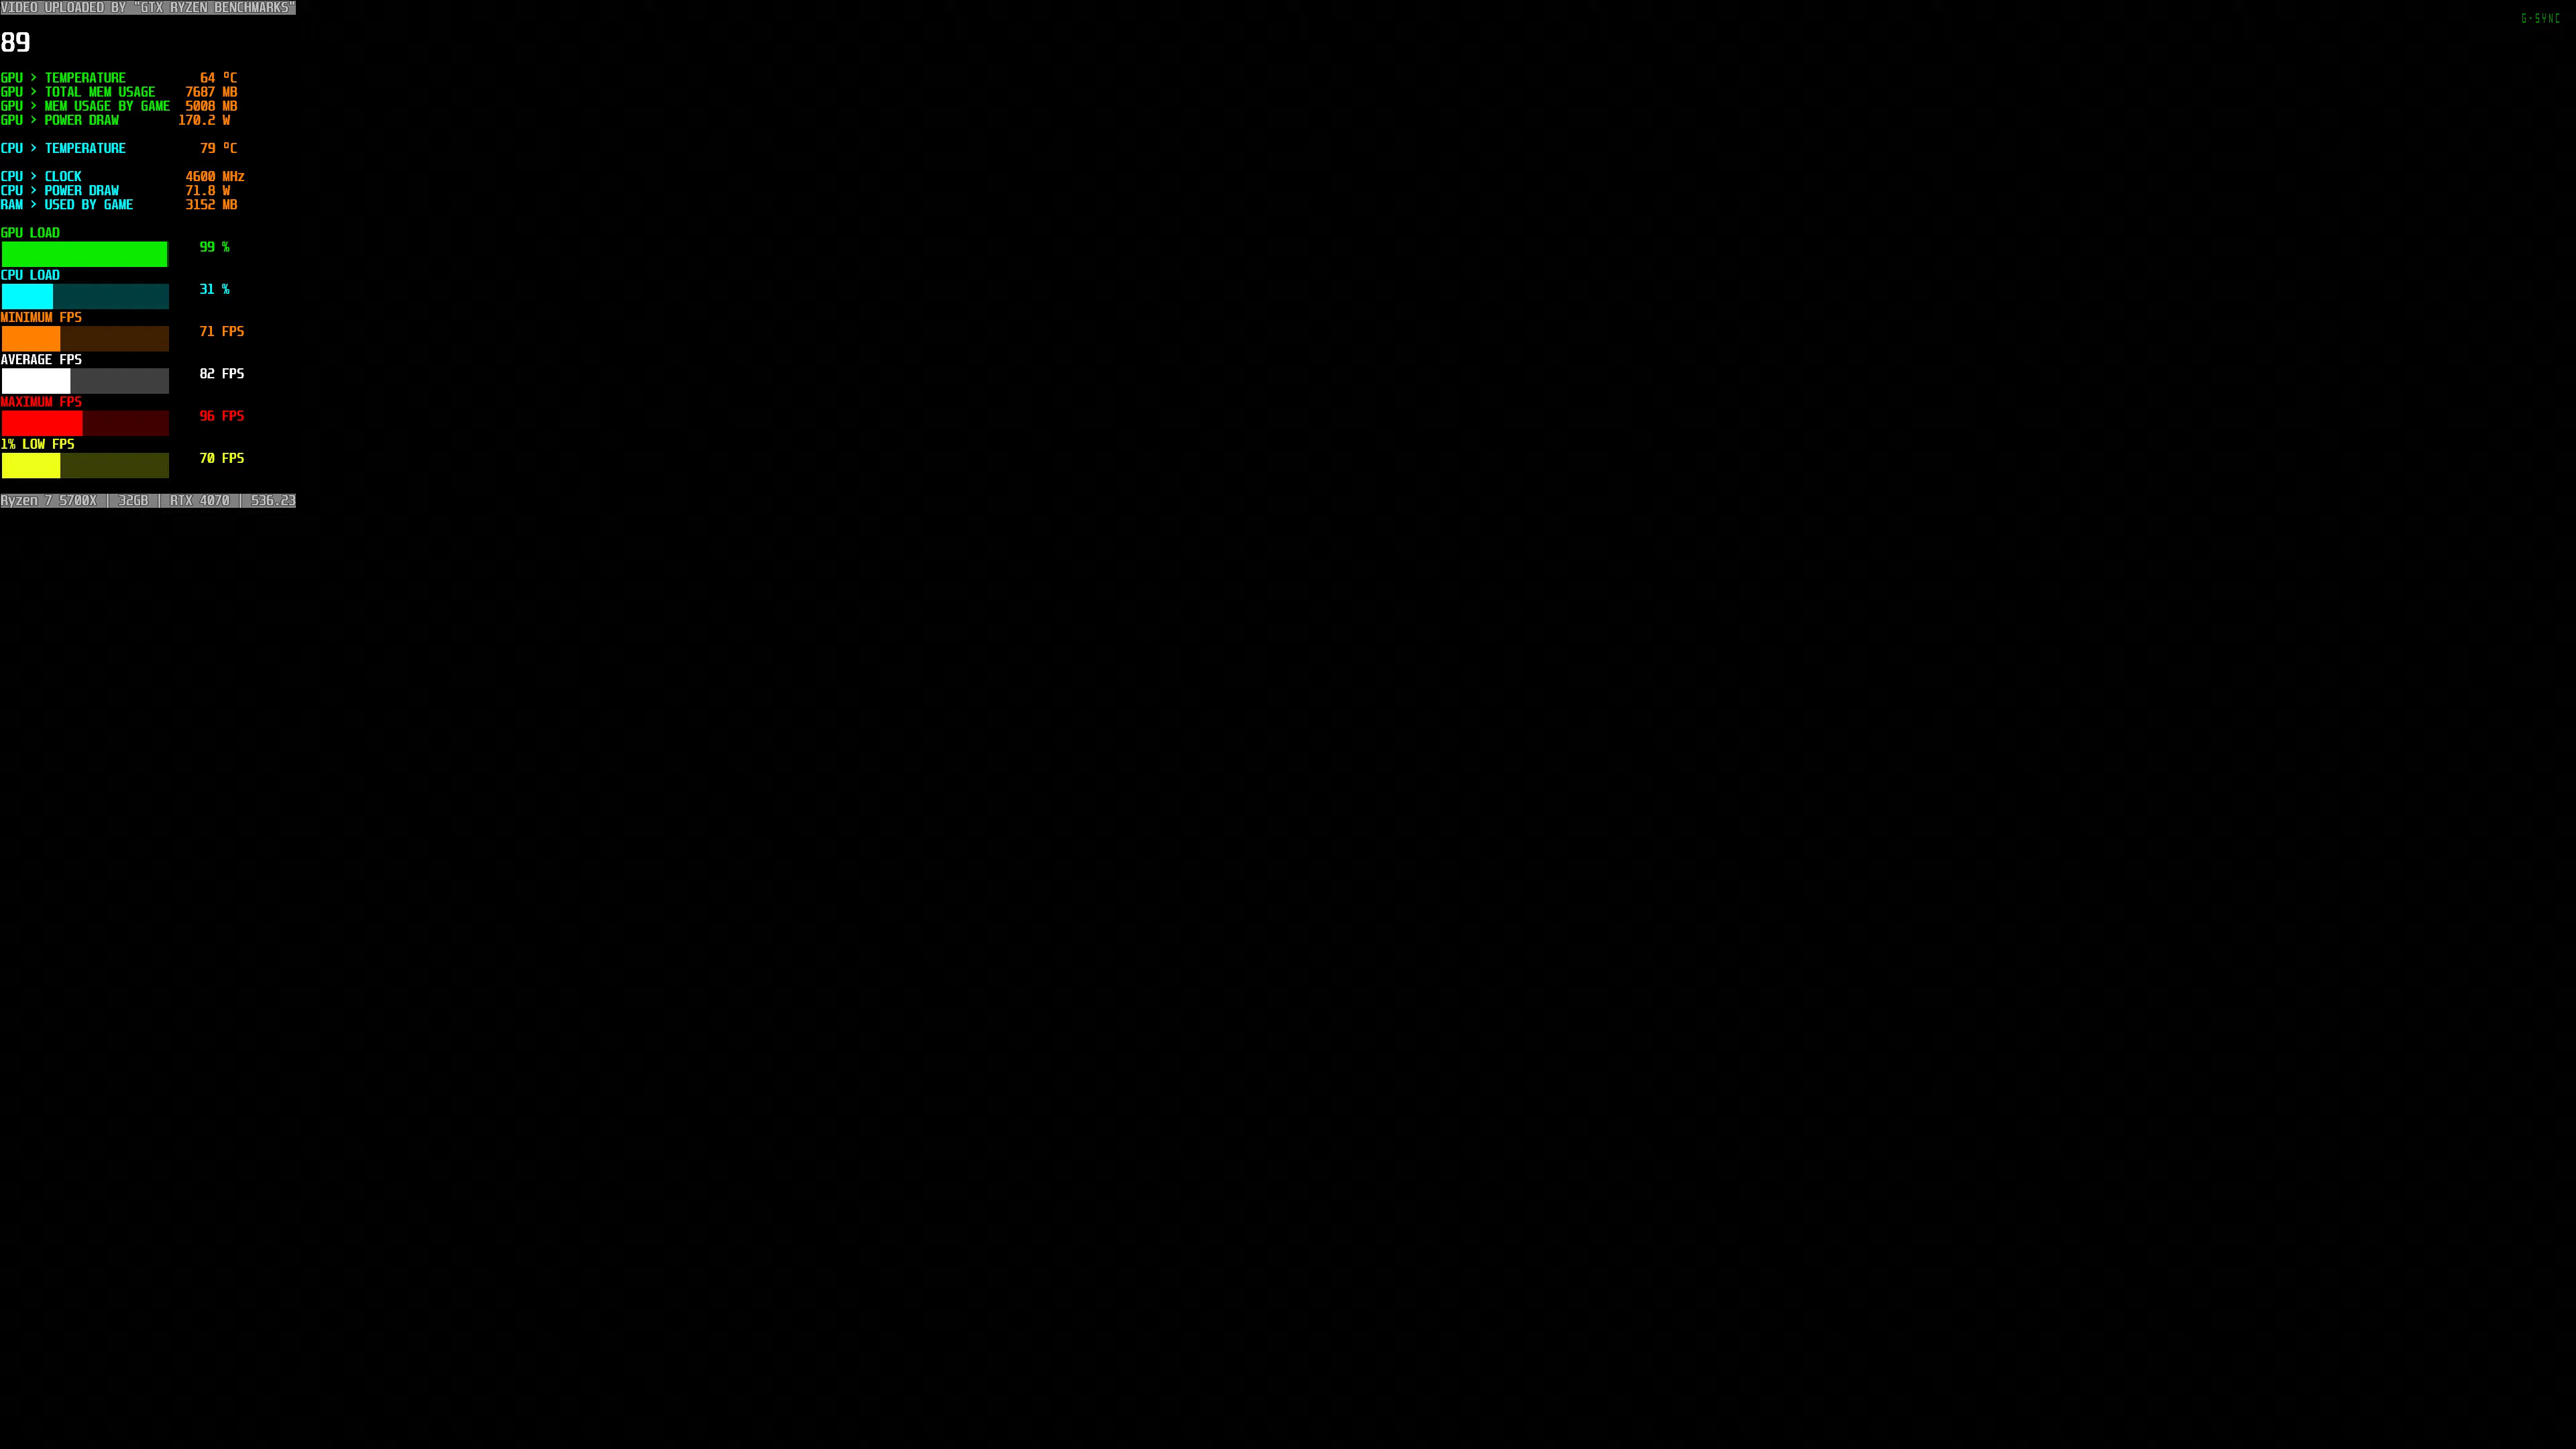 VIDEO UPLOADED BY "GTX RYZEN BENCHMARKS"
G-SYNC
89
GPU > TEMPERATURE 64 ºC
GPU > TOTAL MEM USAGE 7687 MB
GPU > MEM USAGE BY GAME 5008 MB
GPU > POWER DRAW 170.2 W
CPU > TEMPERATURE 79 ºC
CPU > CLOCK 4600 MHz
CPU > POWER DRAW 71.8 W
RAM > USED BY GAME 3152 MB
GPU LOAD
99 %
CPU LOAD
31 %
MINIMUM FPS
71 FPS
AVERAGE FPS
82 FPS
MAXIMUM FPS
96 FPS
1% LOW FPS
70 FPS
Ryzen 7 5700X | 32GB | RTX 4070 | 536.23